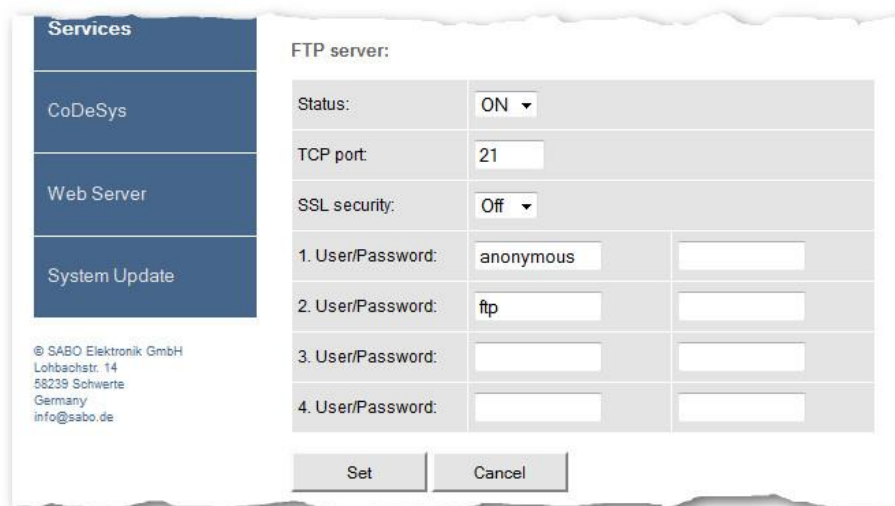 Services
CoDeSys
Web Server
System Update
© SABO Elektronik GmbH
Lohbachstr. 14
58239 Schwerte
Germany
info@sabo.de
FTP server:
Status: ON
TCP port: 21
SSL security: Off
1. User/Password: anonymous
2. User/Password: ftp
3. User/Password:
4. User/Password:
Set Cancel